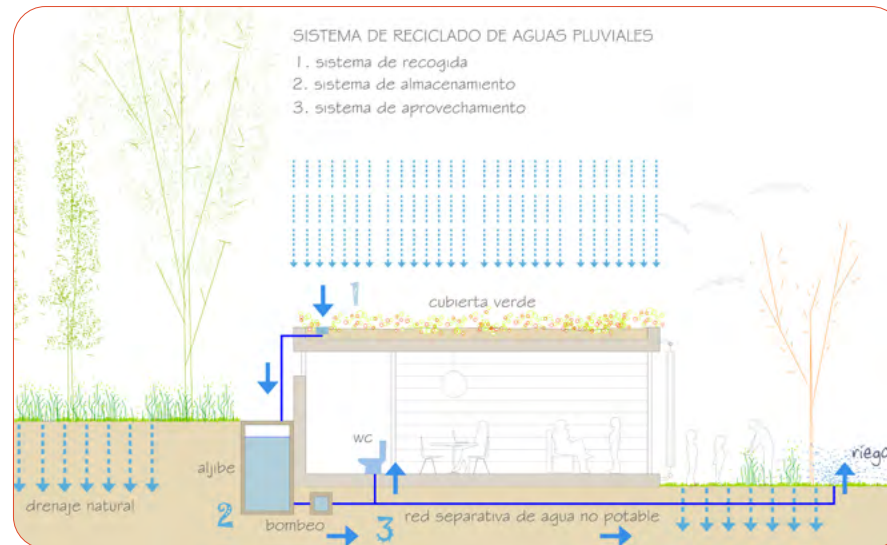 SISTEMA DE RECICLADO DE AGUAS PLUVIALES
1. sistema de recogida
2. sistema de almacenamiento
3. sistema de aprovechamiento
1
cubierta verde
wc
riego
aljibe
drenaje natural
2
bombeo
3
red separativa de agua no potable